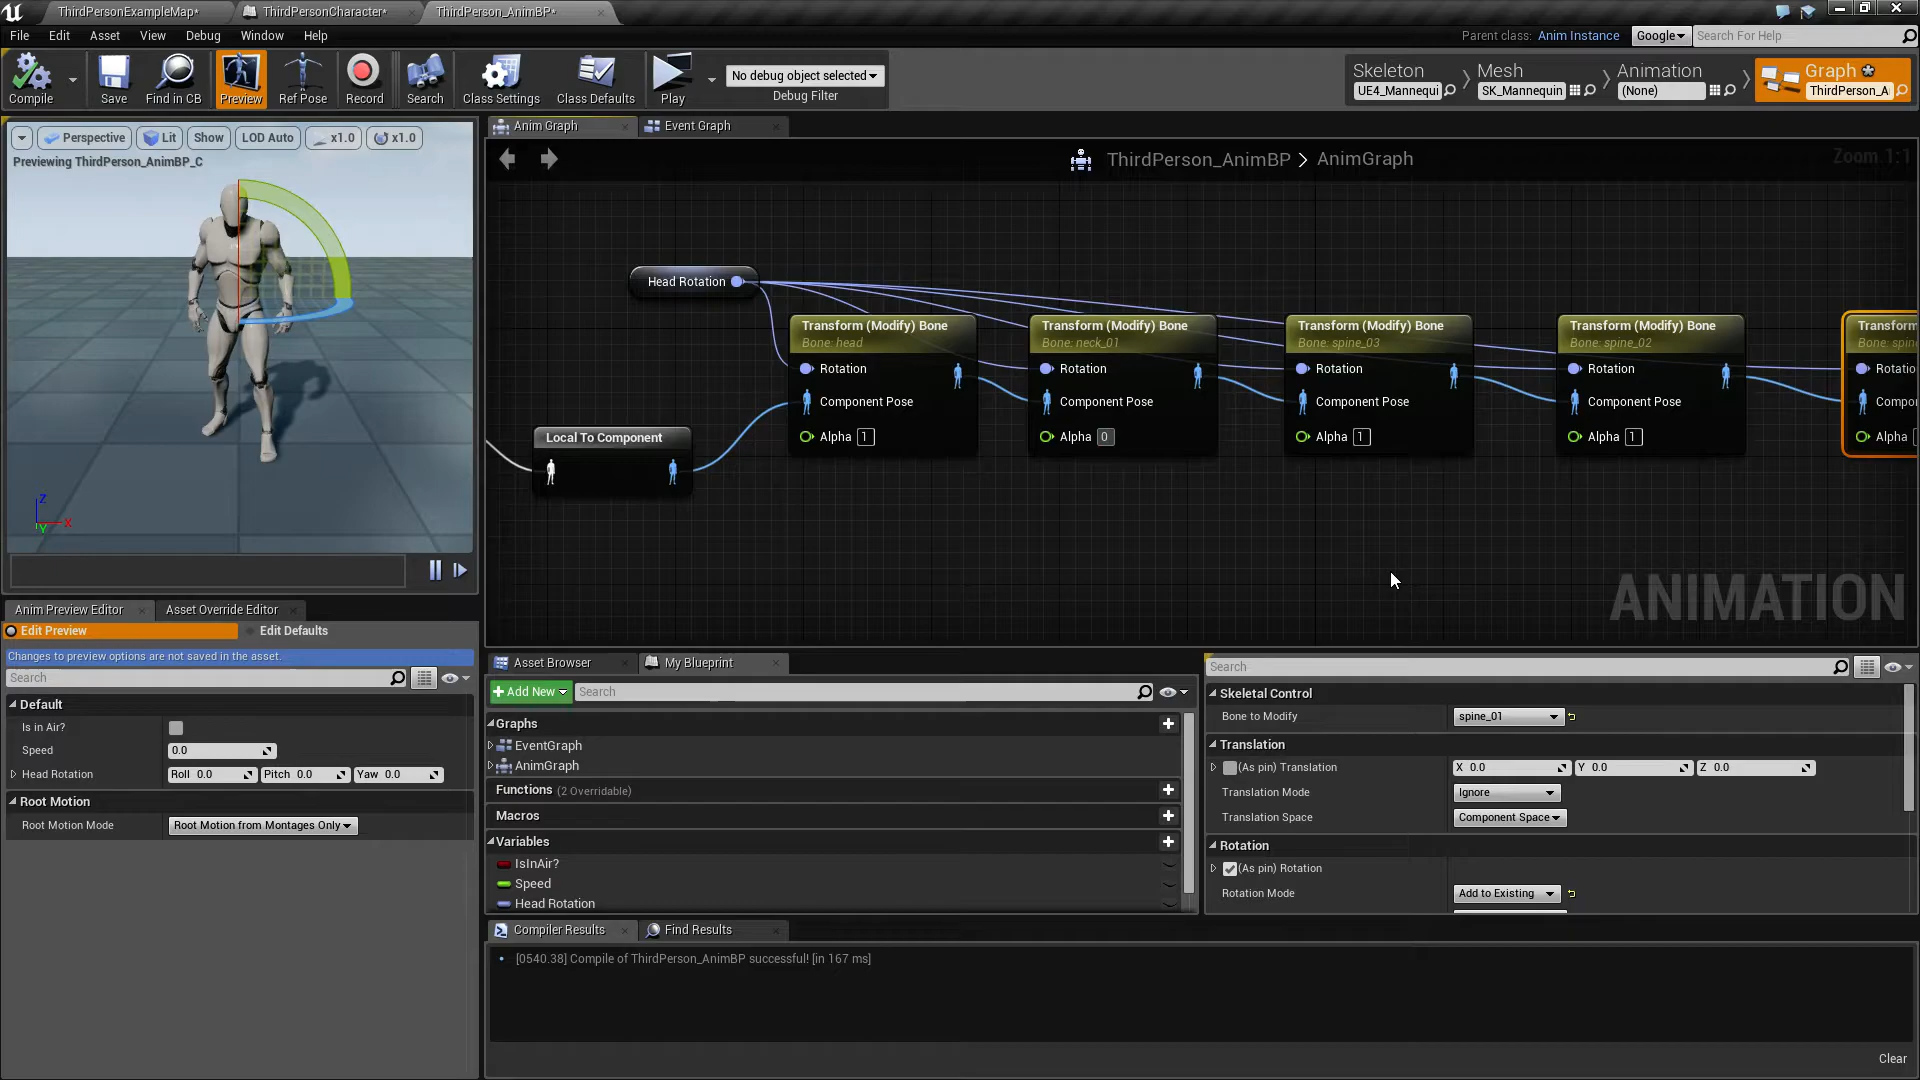 ThirdPersonExampleMap*
ThirdPersonCharacter*
ThirdPerson_AnimBP*
File Edit Asset View Debug Window Help
Parent class: Anim Instance Google Search For Help
Compile
Save
Find in CB
Preview
Ref Pose
Record
Search
Class Settings
Class Defaults
Play
No debug object selected
Debug Filter
Skeleton
UE4_Mannequi
Mesh
SK_Mannequin
Animation
(None)
Graph
ThirdPerson_A
Perspective Lit Show LOD Auto x1.0 x1.0
Previewing ThirdPerson_AnimBP_C
Z
X
Y
Anim Graph
Event Graph
ThirdPerson_AnimBP > AnimGraph
Zoom 1:1
Head Rotation
Local To Component
Transform (Modify) Bone
Bone: head
Rotation
Component Pose
Alpha 1
Transform (Modify) Bone
Bone: neck_01
Rotation
Component Pose
Alpha 0
Transform (Modify) Bone
Bone: spine_03
Rotation
Component Pose
Alpha 1
Transform (Modify) Bone
Bone: spine_02
Rotation
Component Pose
Alpha 1
Transform
Bone: spin
Rotatio
Compo
Alpha
ANIMATION
Anim Preview Editor
Asset Override Editor
Edit Preview
Edit Defaults
Changes to preview options are not saved in the asset.
Search
Default
Is in Air?
Speed 0.0
Head Rotation Roll 0.0 Pitch 0.0 Yaw 0.0
Root Motion
Root Motion Mode Root Motion from Montages Only
Asset Browser
My Blueprint
Add New Search
Graphs
EventGraph
AnimGraph
Functions (2 Overridable)
Macros
Variables
IsInAir?
Speed
Head Rotation
Search
Skeletal Control
Bone to Modify spine_01
Translation
(As pin) Translation X 0.0 Y 0.0 Z 0.0
Translation Mode Ignore
Translation Space Component Space
Rotation
(As pin) Rotation
Rotation Mode Add to Existing
Compiler Results
Find Results
[0540.38] Compile of ThirdPerson_AnimBP successful! [in 167 ms]
Clear